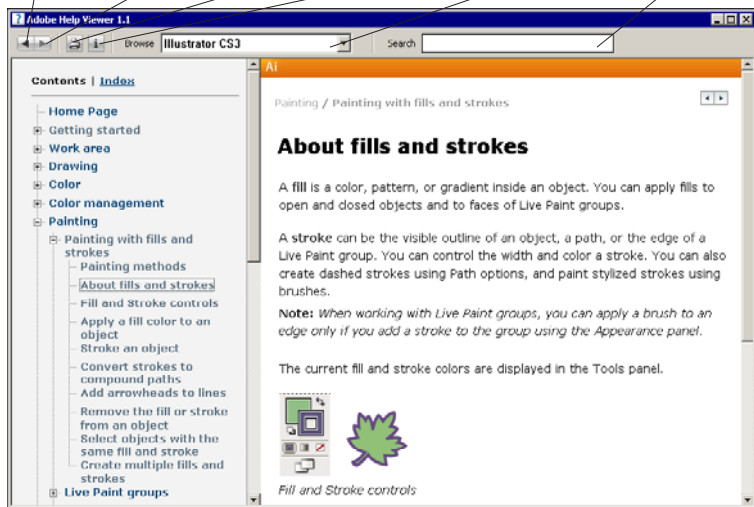 Adobe Help Viewer 1.1
Browse Illustrator CS3 Search
Contents | Index
Home Page
Getting started
Work area
Drawing
Color
Color management
Painting
Painting with fills and
strokes
Painting methods
About fills and strokes
Fill and Stroke controls
Apply a fill color to an
object
Stroke an object
Convert strokes to
compound paths
Add arrowheads to lines
Remove the fill or stroke
from an object
Select objects with the
same fill and stroke
Create multiple fills and
strokes
Live Paint groups
Ai
Painting / Painting with fills and strokes
About fills and strokes
A fill is a color, pattern, or gradient inside an object. You can apply fills to
open and closed objects and to faces of Live Paint groups.
A stroke can be the visible outline of an object, a path, or the edge of a
Live Paint group. You can control the width and color a stroke. You can also
create dashed strokes using Path options, and paint stylized strokes using
brushes.
Note: When working with Live Paint groups, you can apply a brush to an
edge only if you add a stroke to the group using the Appearance panel.
The current fill and stroke colors are displayed in the Tools panel.
Fill and Stroke controls